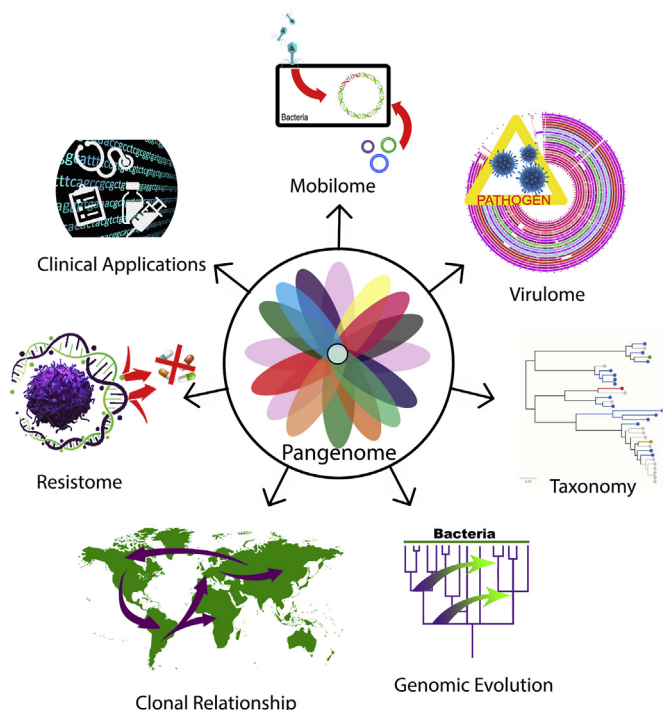 Bacteria
Mobilome
PATHOGEN
Virulome
Clinical Applications
Pangenome
Resistome
Taxonomy
Bacteria
Clonal Relationship
Genomic Evolution